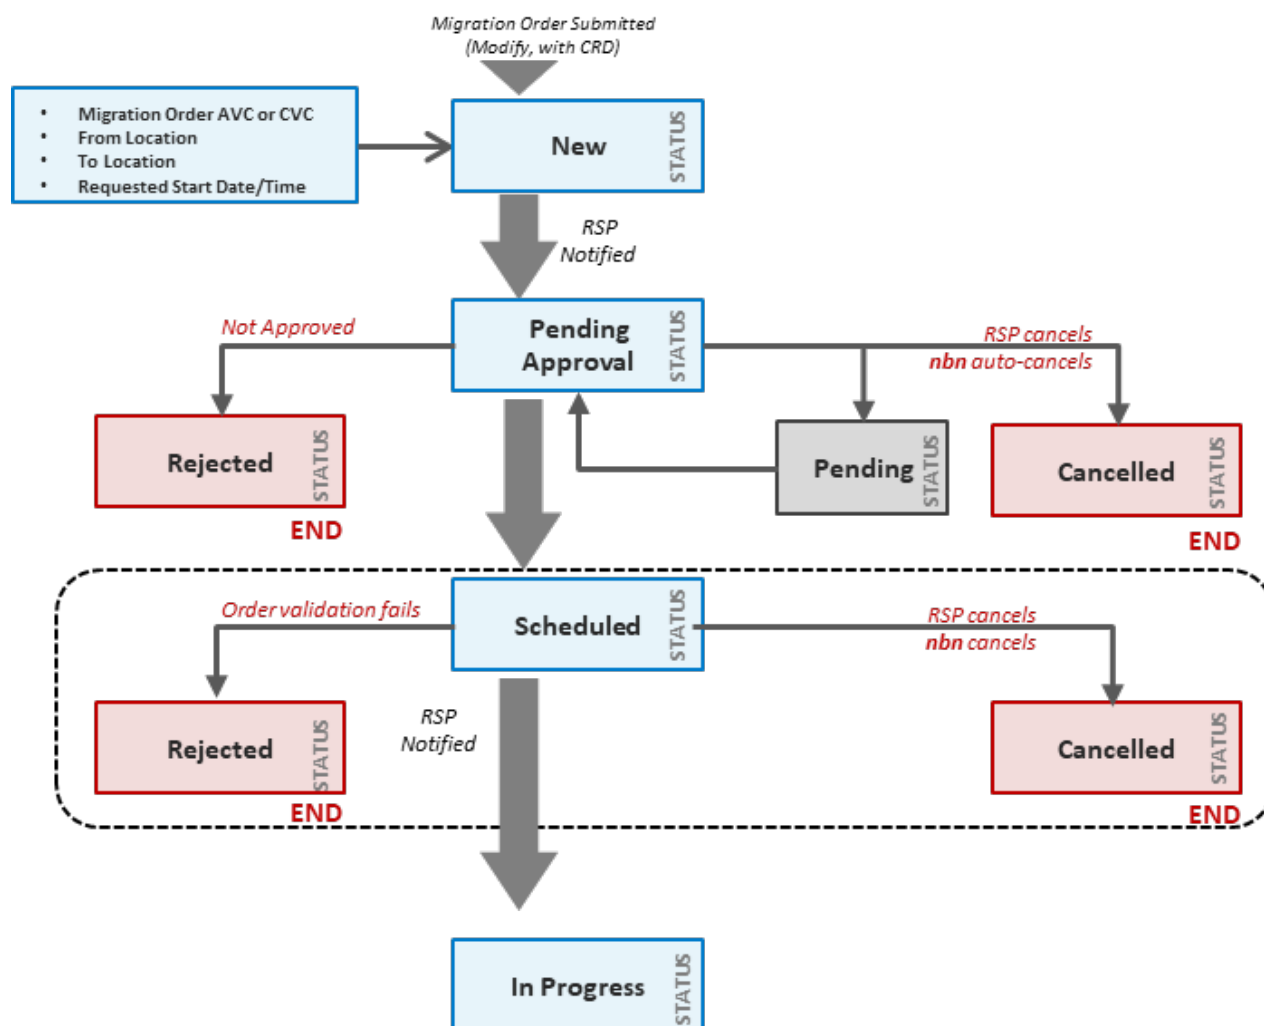 Migration Order Submitted
(Modify, with CRD)
• Migration Order AVC or CVC
• From Location
• To Location
• Requested Start Date/Time
New
STATUS
RSP
Notified
Not Approved
Pending
Approval
STATUS
RSP cancels
nbn auto-cancels
Rejected
STATUS
END
Pending
STATUS
Cancelled
STATUS
END
Order validation fails
Scheduled
STATUS
RSP cancels
nbn cancels
Rejected
STATUS
END
RSP
Notified
Cancelled
STATUS
END
In Progress
STATUS